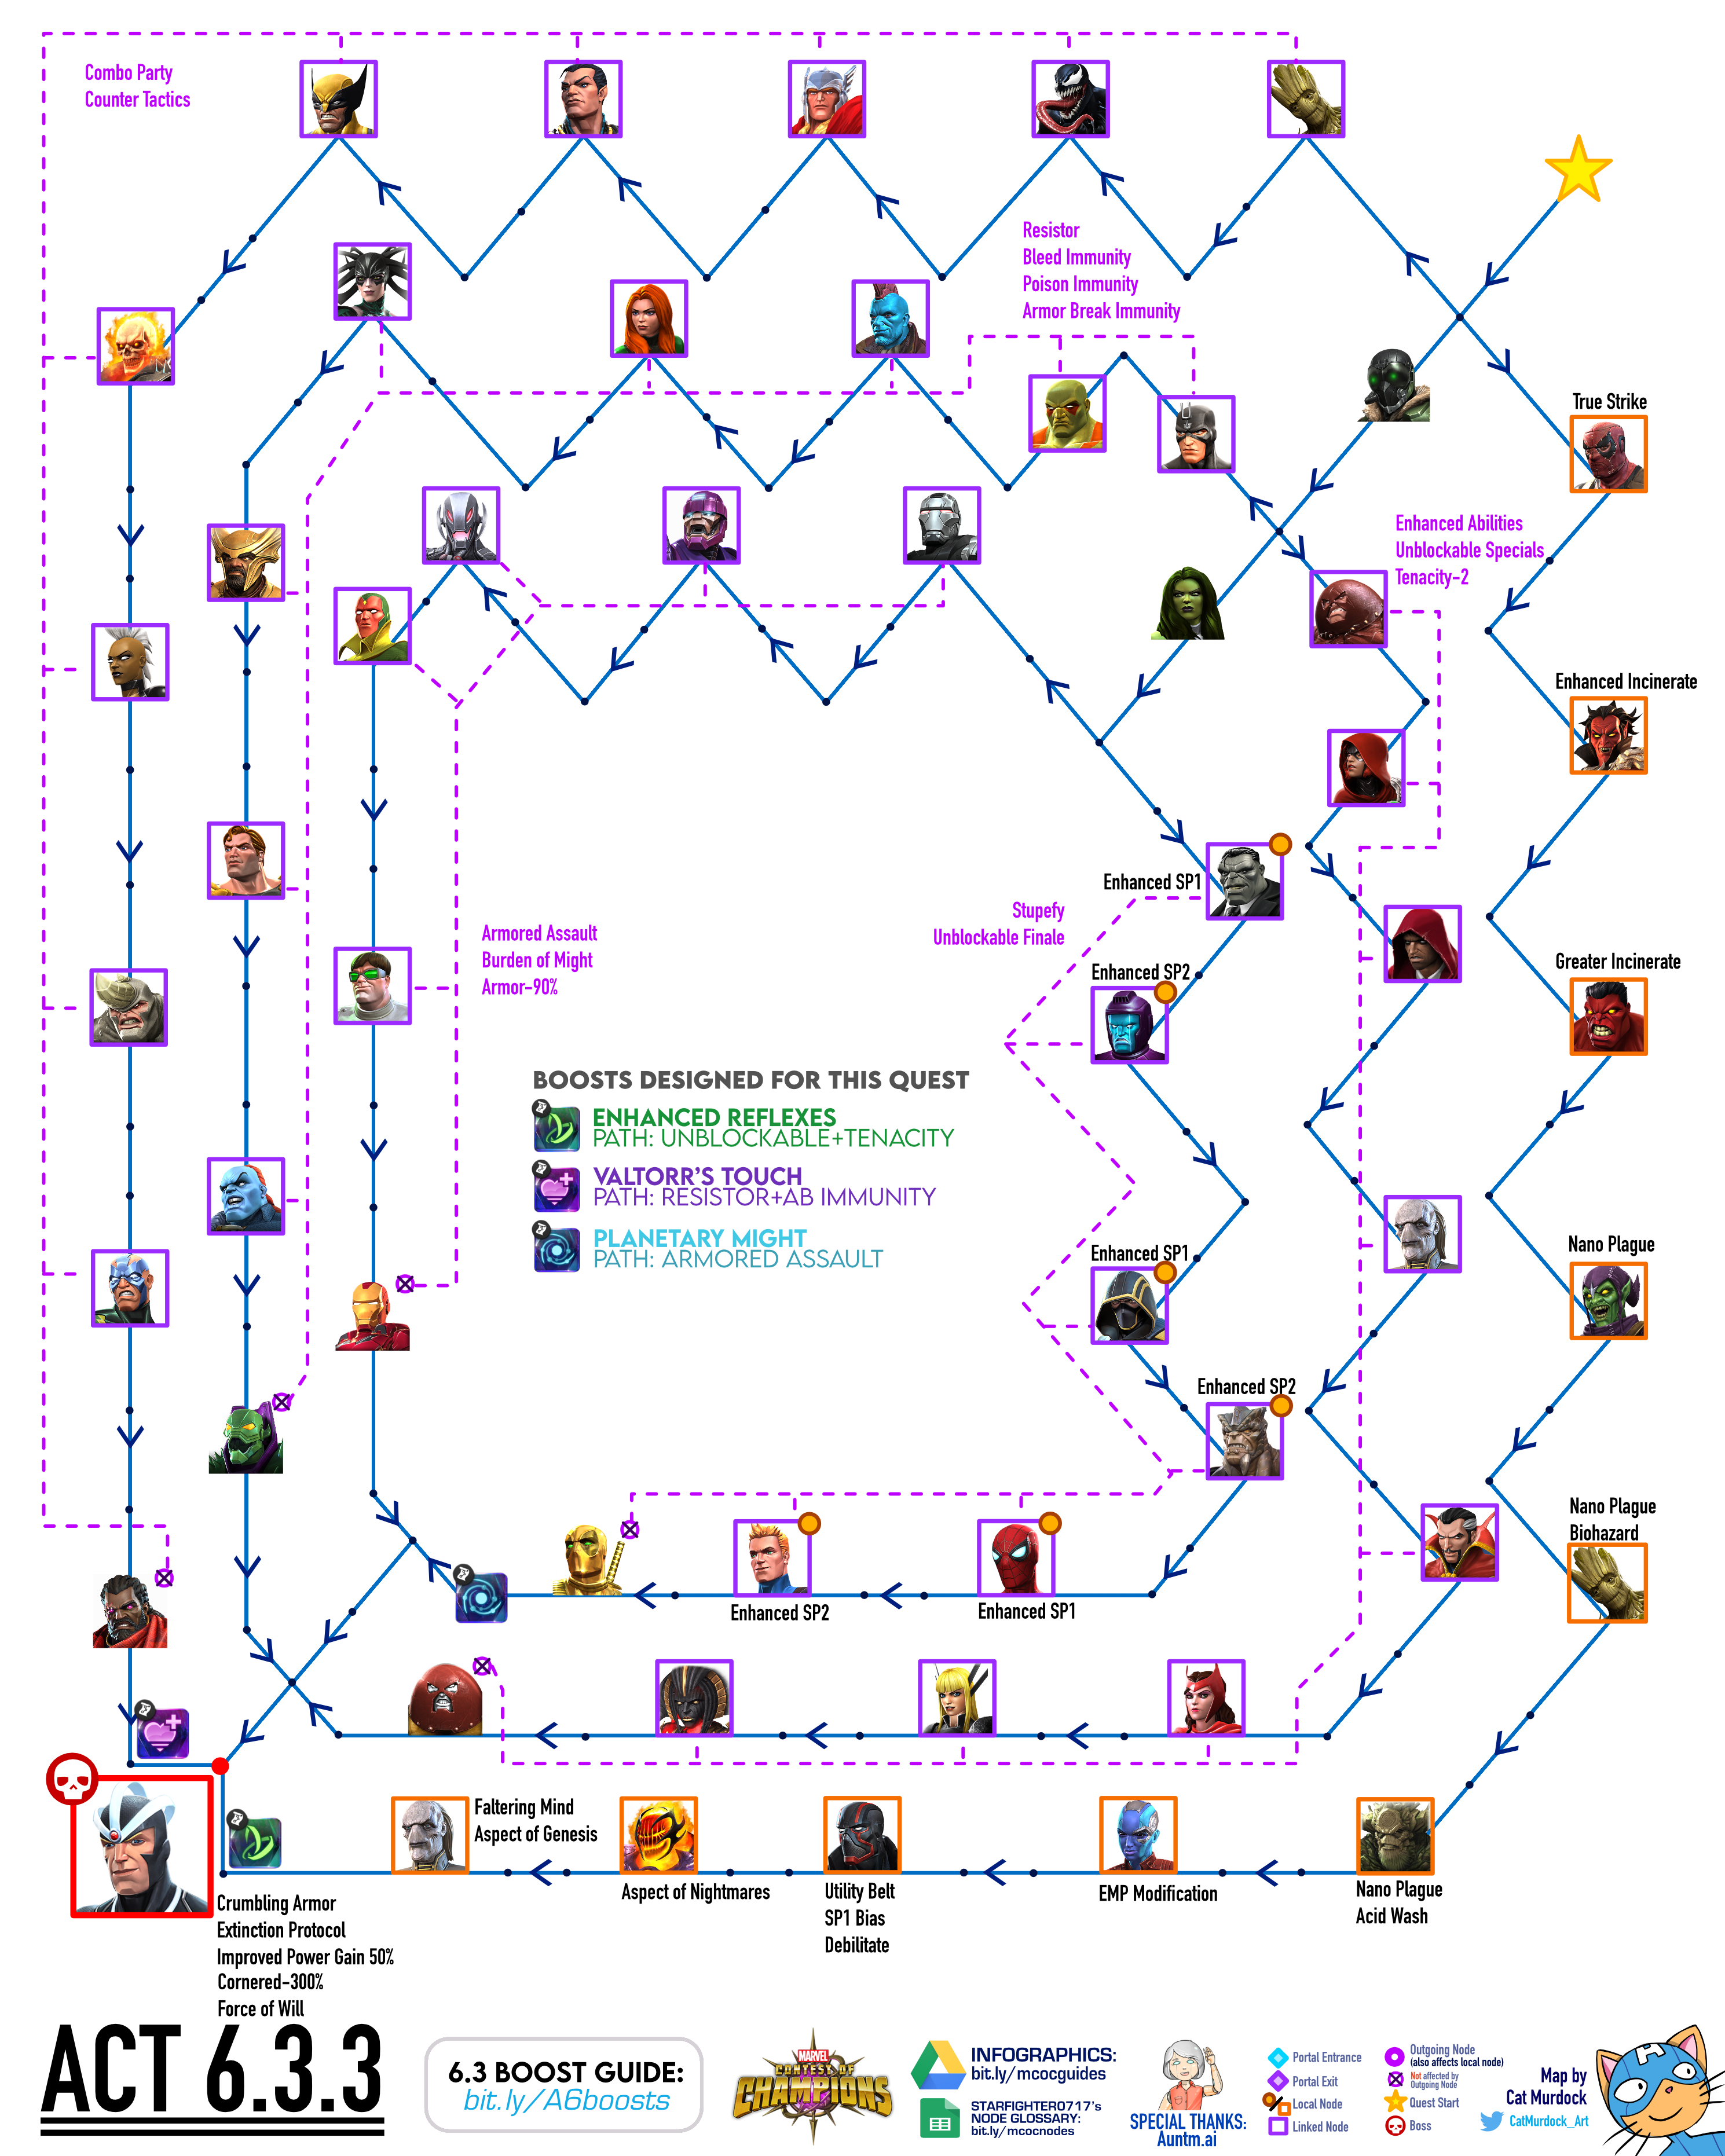 Combo Party
Counter Tactics
Resistor
Bleed Immunity
Poison Immunity
Armor Break Immunity
True Strike
Enhanced Abilities
Unblockable Specials
Tenacity-2
Enhanced Incinerate
Enhanced SP1
Stupefy
Unblockable Finale
Armored Assault
Burden of Might
Armor-90%
Enhanced SP2
Greater Incinerate
BOOSTS DESIGNED FOR THIS QUEST
ENHANCED REFLEXES
PATH: UNBLOCKABLE+TENACITY
VALTORR'S TOUCH
PATH: RESISTOR+AB IMMUNITY
PLANETARY MIGHT
PATH: ARMORED ASSAULT
Enhanced SP1
Nano Plague
Enhanced SP2
Nano Plague
Biohazard
Enhanced SP2
Enhanced SP1
Faltering Mind
Aspect of Genesis
Aspect of Nightmares
Utility Belt
SP1 Bias
Debilitate
EMP Modification
Nano Plague
Acid Wash
Crumbling Armor
Extinction Protocol
Improved Power Gain 50%
Cornered-300%
Force of Will
ACT 6.3.3
6.3 BOOST GUIDE:
bit.ly/A6boosts
MARVEL
CONTEST OF
CHAMPIONS
INFOGRAPHICS:
bit.ly/mcocguides
STARFIGHTER0717's
NODE GLOSSARY:
bit.ly/mcocnodes
SPECIAL THANKS:
Auntm.ai
Portal Entrance
Portal Exit
Local Node
Linked Node
Outgoing Node
(also affects local node)
Not affected by
Outgoing Node
Quest Start
Boss
Map by
Cat Murdock
CatMurdock_Art